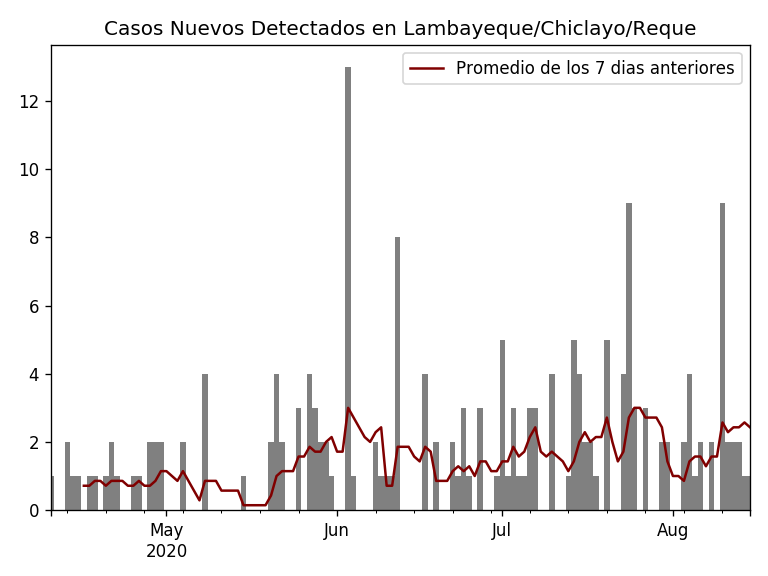 Casos Nuevos Detectados en Lambayeque/Chiclayo/Reque
Promedio de los 7 dias anteriores
12
10
8
6
4
2
0
May
2020
Jun
Jul
Aug